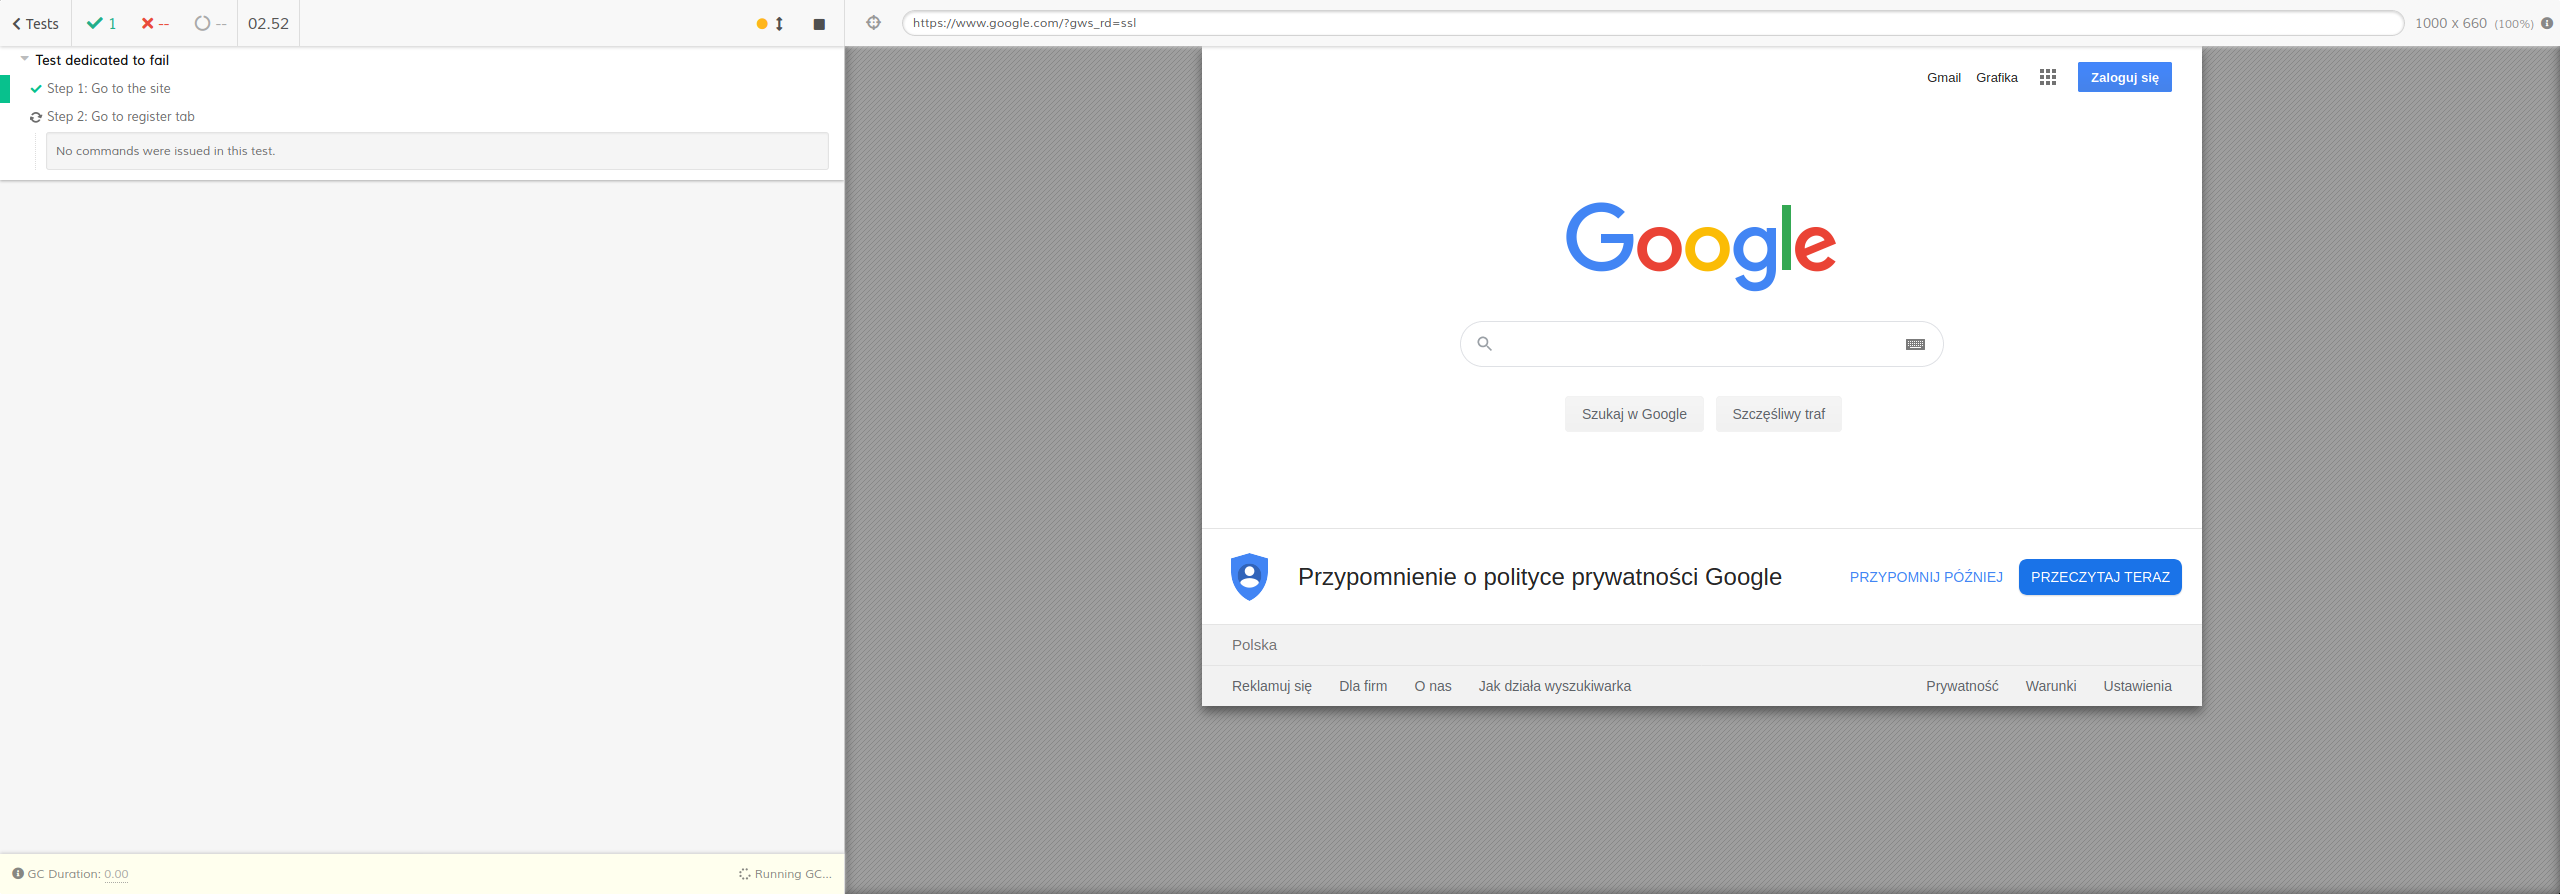 Tests 1 -- -- 02.52
https://www.google.com/?gws_rd=ssl 1000 x 660 (100%)
Test dedicated to fail
Step 1: Go to the site
Step 2: Go to register tab
No commands were issued in this test.
GC Duration: 0.00 Running GC...
Gmail Grafika Zaloguj się
Google
Szukaj w Google Szczęśliwy traf
Przypomnienie o polityce prywatności Google PRZYPOMNIJ PÓŹNIEJ PRZECZYTAJ TERAZ
Polska
Reklamuj się Dla firm O nas Jak działa wyszukiwarka Prywatność Warunki Ustawienia